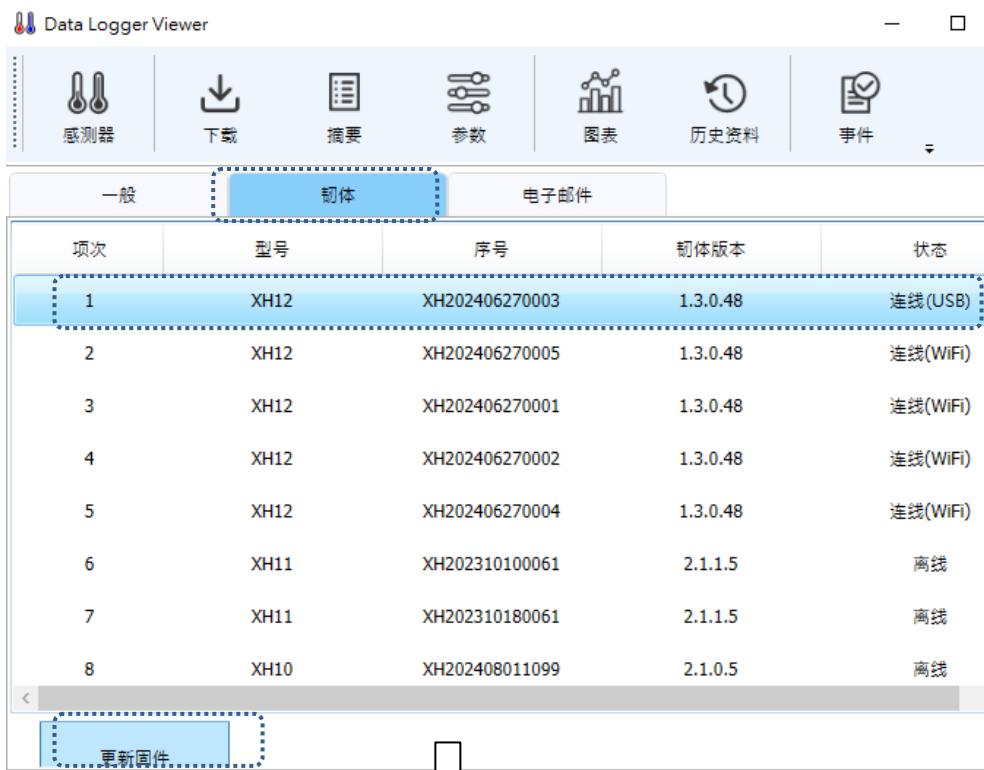 Data Logger Viewer
感测器 下载 摘要 参数 图表 历史资料 事件
一般 韧体 电子邮件
项次 型号 序号 韧体版本 状态
1 XH12 XH202406270003 1.3.0.48 连线(USB)
2 XH12 XH202406270005 1.3.0.48 连线(WiFi)
3 XH12 XH202406270001 1.3.0.48 连线(WiFi)
4 XH12 XH202406270002 1.3.0.48 连线(WiFi)
5 XH12 XH202406270004 1.3.0.48 连线(WiFi)
6 XH11 XH202310100061 2.1.1.5 离线
7 XH11 XH202310180061 2.1.1.5 离线
8 XH10 XH202408011099 2.1.0.5 离线
更新固件